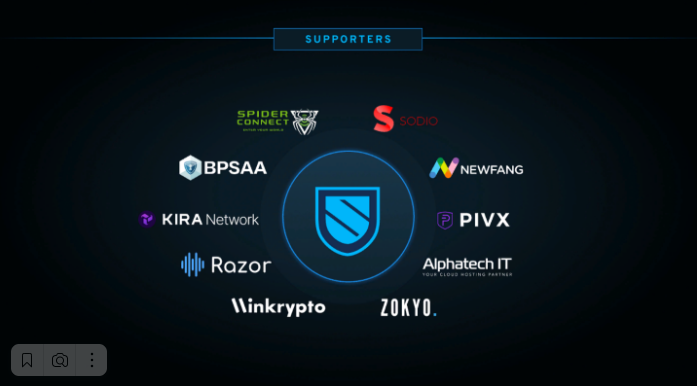 SUPPORTERS
SPIDER
CONNECT
SODIO
BPSAA
NEWFANG
KIRA Network
PIVX
Razor
Alphatech IT
YOUR CLOUD HOSTING PARTNER
\\inkrypto
ZOKYO.